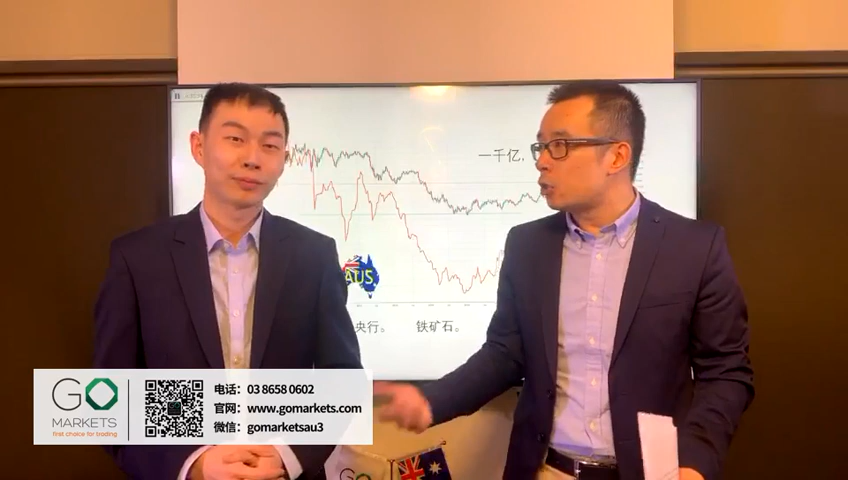 一千亿，
AUS
央行。 铁矿石。
GO
MARKETS
first choice for trading
电话： 03 8658 0602
官网： www.gomarkets.com
微信： gomarketsau3
GO